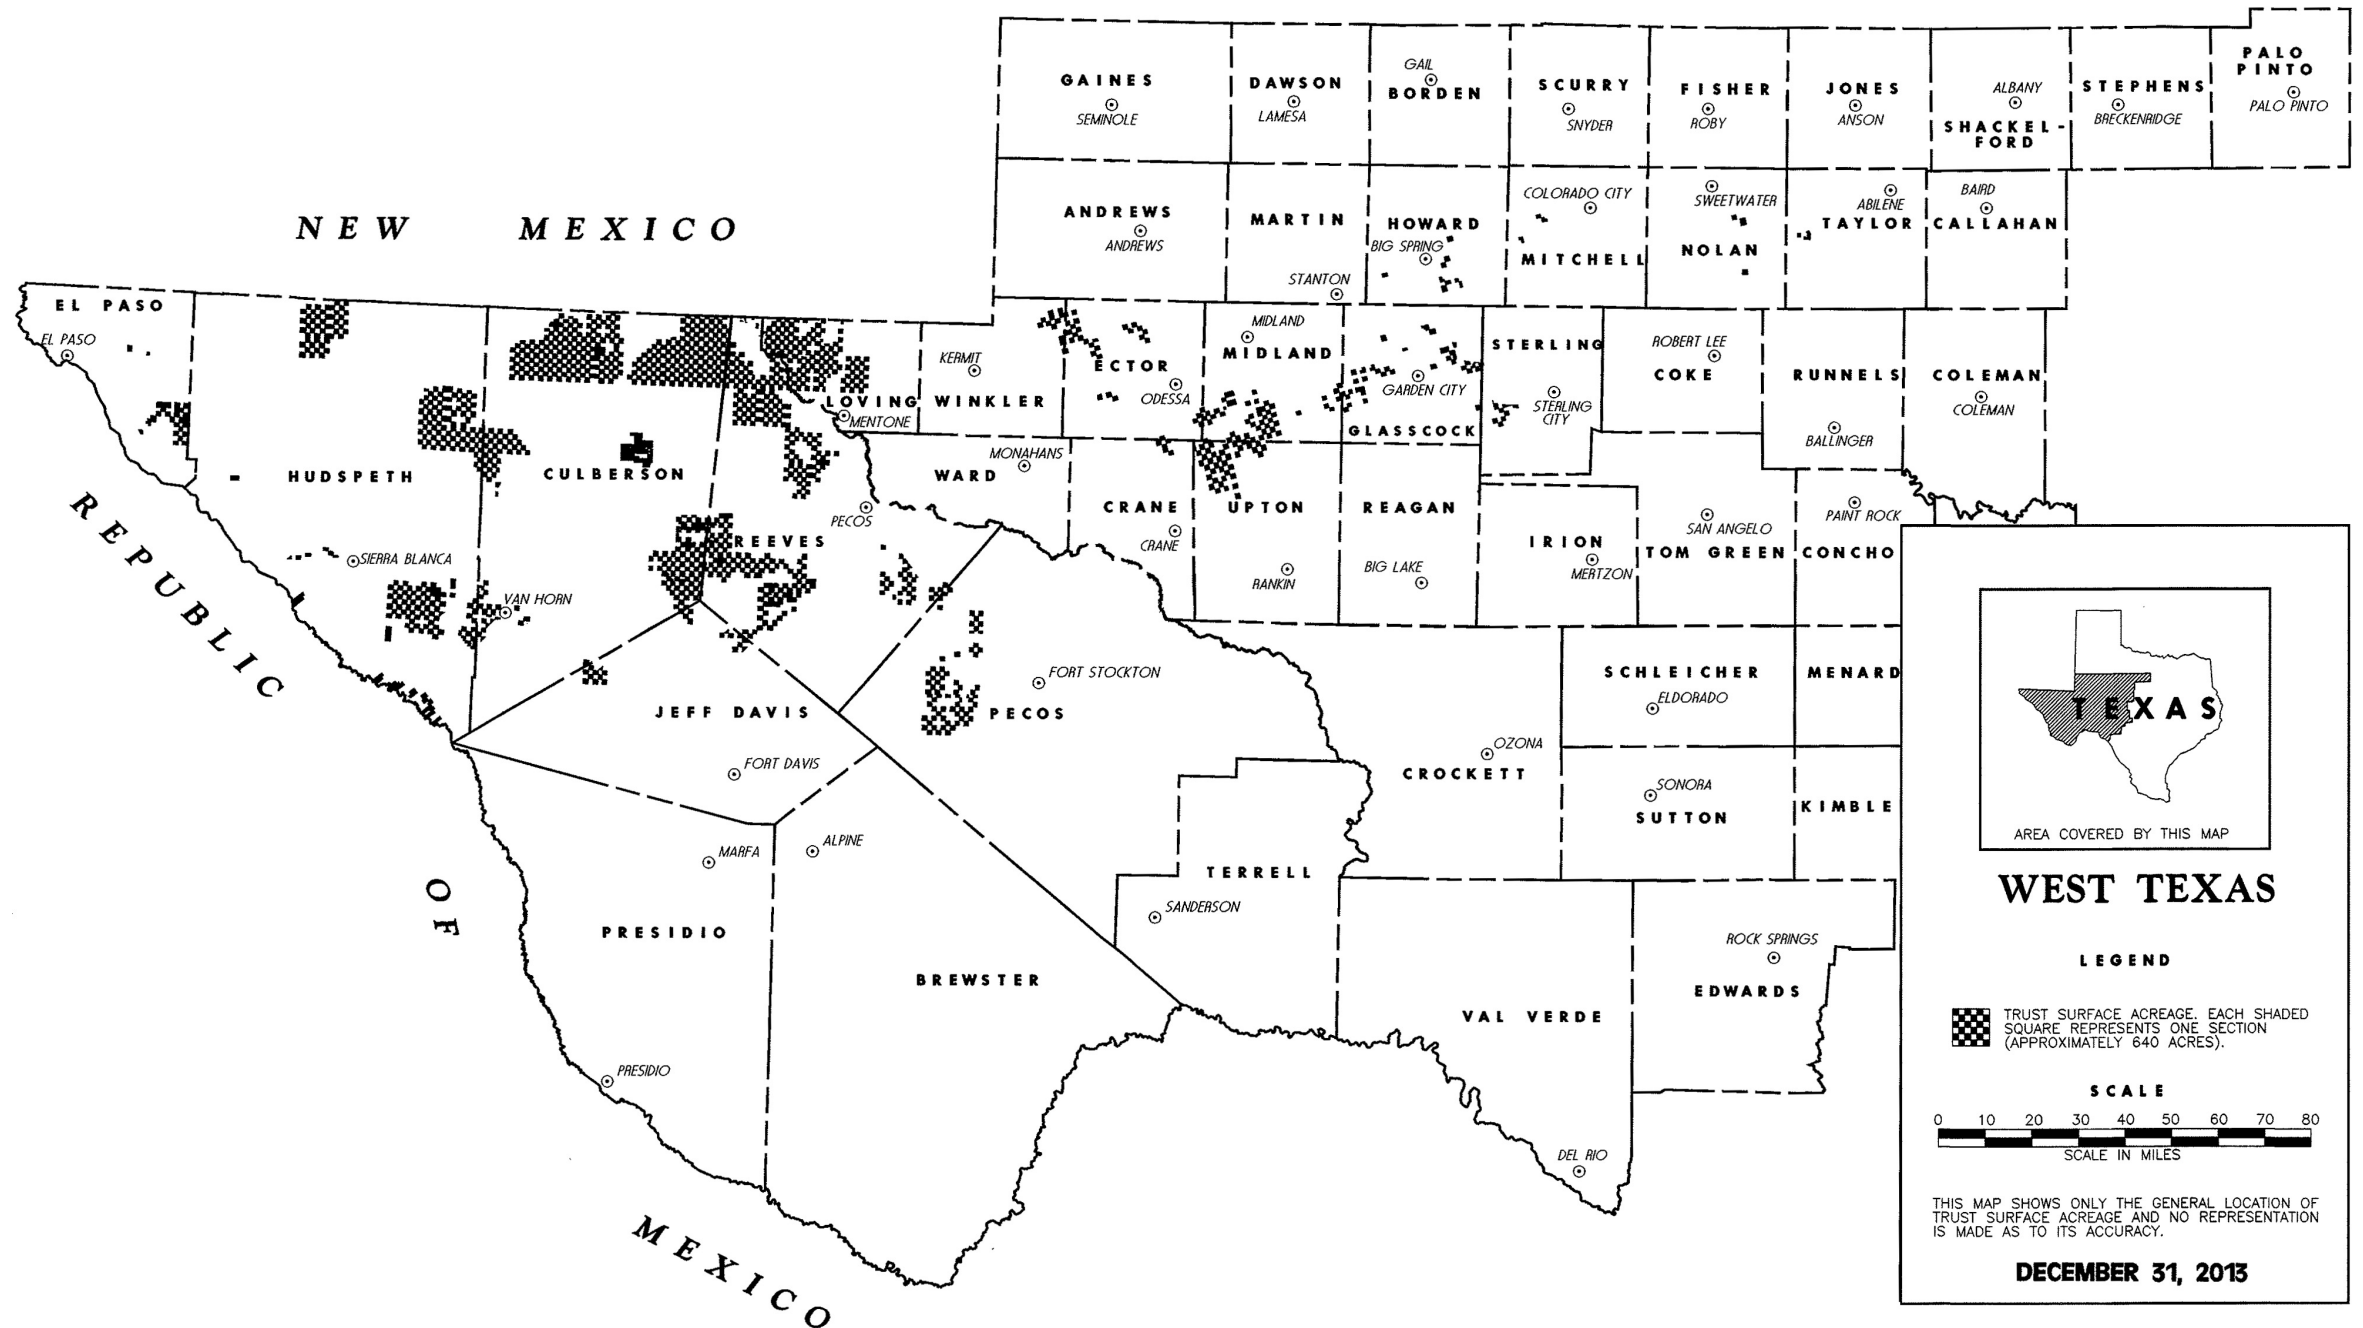 PALO
PINTO
PALO PINTO
GAINES
SEMINOLE
DAWSON
LAMESA
GAIL
BORDEN
SCURRY
SNYDER
FISHER
ROBY
JONES
ANSON
ALBANY
SHACKEL-
FORD
STEPHENS
BRECKENRIDGE
NEW MEXICO
ANDREWS
ANDREWS
MARTIN
STANTON
HOWARD
BIG SPRING
COLORADO CITY
MITCHELL
SWEETWATER
NOLAN
ABILENE
TAYLOR
BAIRD
CALLAHAN
EL PASO
EL PASO
HUDSPETH
SIERRA BLANCA
CULBERSON
VAN HORN
REEVES
PECOS
LOVING
MENTONE
KERMIT
WINKLER
ECTOR
ODESSA
MIDLAND
MIDLAND
GARDEN CITY
GLASSCOCK
STERLING
STERLING
CITY
ROBERT LEE
COKE
RUNNELS
BALLINGER
COLEMAN
COLEMAN
MONAHANS
WARD
CRANE
CRANE
UPTON
RANKIN
REAGAN
BIG LAKE
IRION
MERTZON
SAN ANGELO
TOM GREEN
PAINT ROCK
CONCHO
REPUBLIC
OF
MEXICO
JEFF DAVIS
FORT DAVIS
FORT STOCKTON
PECOS
SCHLEICHER
ELDORADO
MENARD
OZONA
CROCKETT
SONORA
SUTTON
KIMBLE
MARFA
ALPINE
TERRELL
SANDERSON
PRESIDIO
PRESIDIO
BREWSTER
VAL VERDE
DEL RIO
ROCK SPRINGS
EDWARDS
TEXAS
AREA COVERED BY THIS MAP
WEST TEXAS
LEGEND
TRUST SURFACE ACREAGE. EACH SHADED
SQUARE REPRESENTS ONE SECTION
(APPROXIMATELY 640 ACRES).
SCALE
0 10 20 30 40 50 60 70 80
SCALE IN MILES
THIS MAP SHOWS ONLY THE GENERAL LOCATION OF
TRUST SURFACE ACREAGE AND NO REPRESENTATION
IS MADE AS TO ITS ACCURACY.
DECEMBER 31, 2013